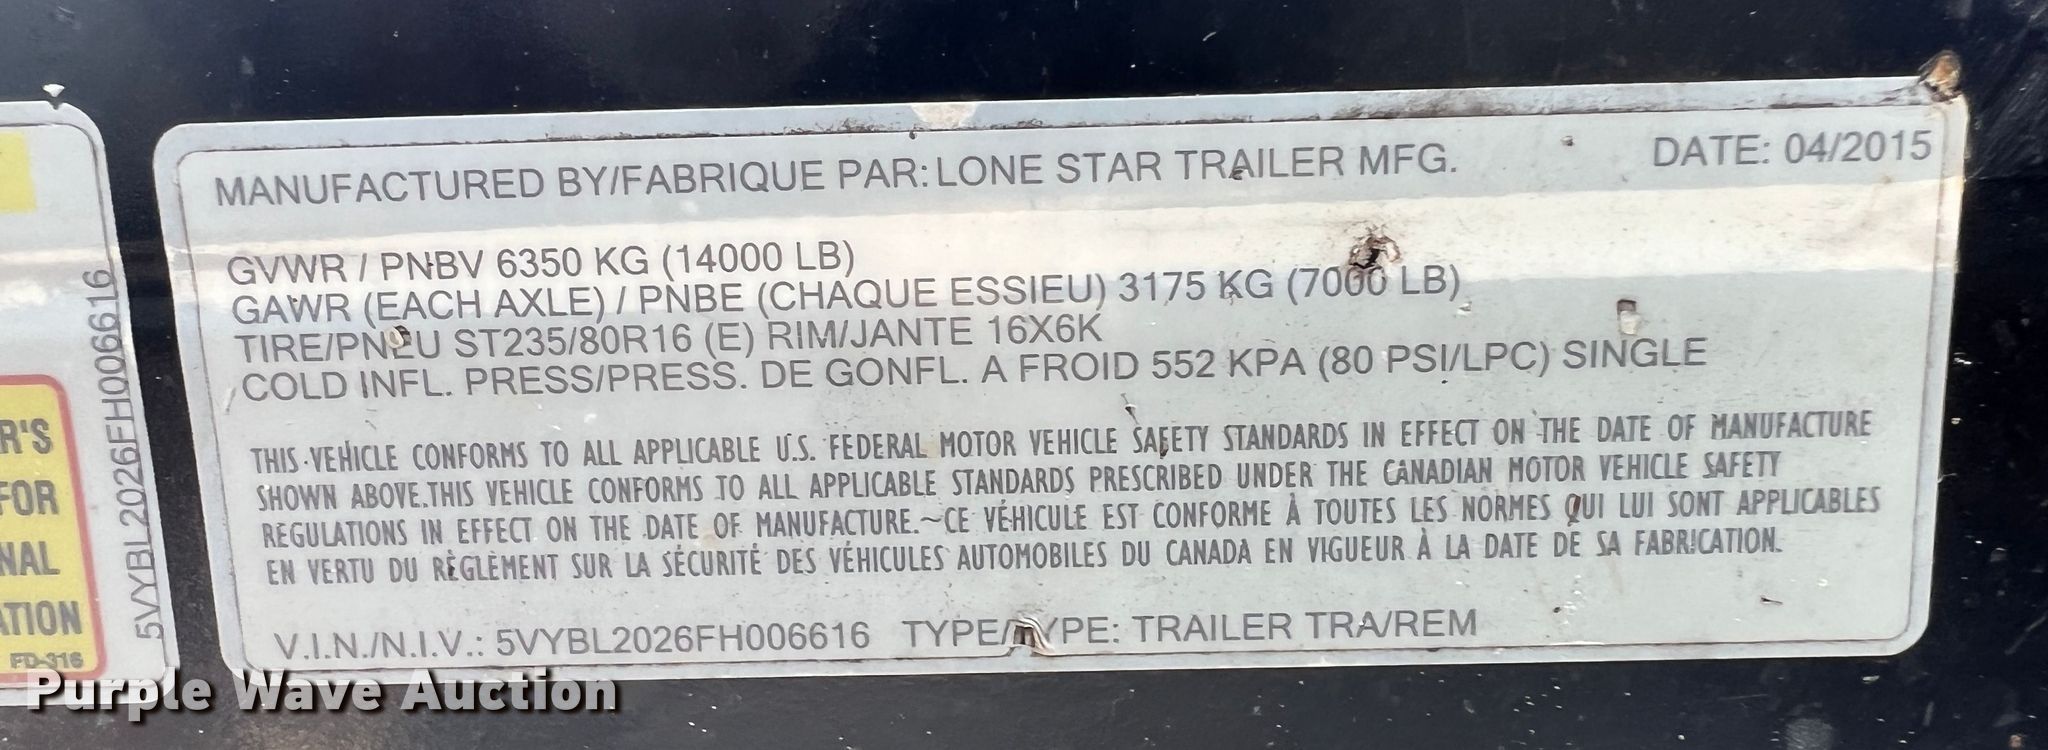 MANUFACTURED BY/FABRIQUE PAR: LONE STAR TRAILER MFG. DATE: 04/2015
GVWR / PNBV 6350 KG (14000 LB)
GAWR (EACH AXLE) / PNBE (CHAQUE ESSIEU) 3175 KG (7000 LB)
TIRE/PNEU ST235/80R16 (E) RIM/JANTE 16X6K
COLD INFL. PRESS/PRESS. DE GONFL. A FROID 552 KPA (80 PSI/LPC) SINGLE
THIS VEHICLE CONFORMS TO ALL APPLICABLE U.S. FEDERAL MOTOR VEHICLE SAFETY STANDARDS IN EFFECT ON THE DATE OF MANUFACTURE
SHOWN ABOVE.THIS VEHICLE CONFORMS TO ALL APPLICABLE STANDARDS PRESCRIBED UNDER THE CANADIAN MOTOR VEHICLE SAFETY
REGULATIONS IN EFFECT ON THE DATE OF MANUFACTURE.~CE VÉHICULE EST CONFORME À TOUTES LES NORMES QUI LUI SONT APPLICABLES
EN VERTU DU RÈGLEMENT SUR LA SÉCURITÉ DES VÉHICULES AUTOMOBILES DU CANADA EN VIGUEUR À LA DATE DE SA FABRICATION.
V.I.N./N.I.V.: 5VYBL2026FH006616 TYPE/TYPE: TRAILER TRA/REM
5VYBL2026FH006616
R'S
FOR
NAL
ATION
FD-316
Purple Wave Auction